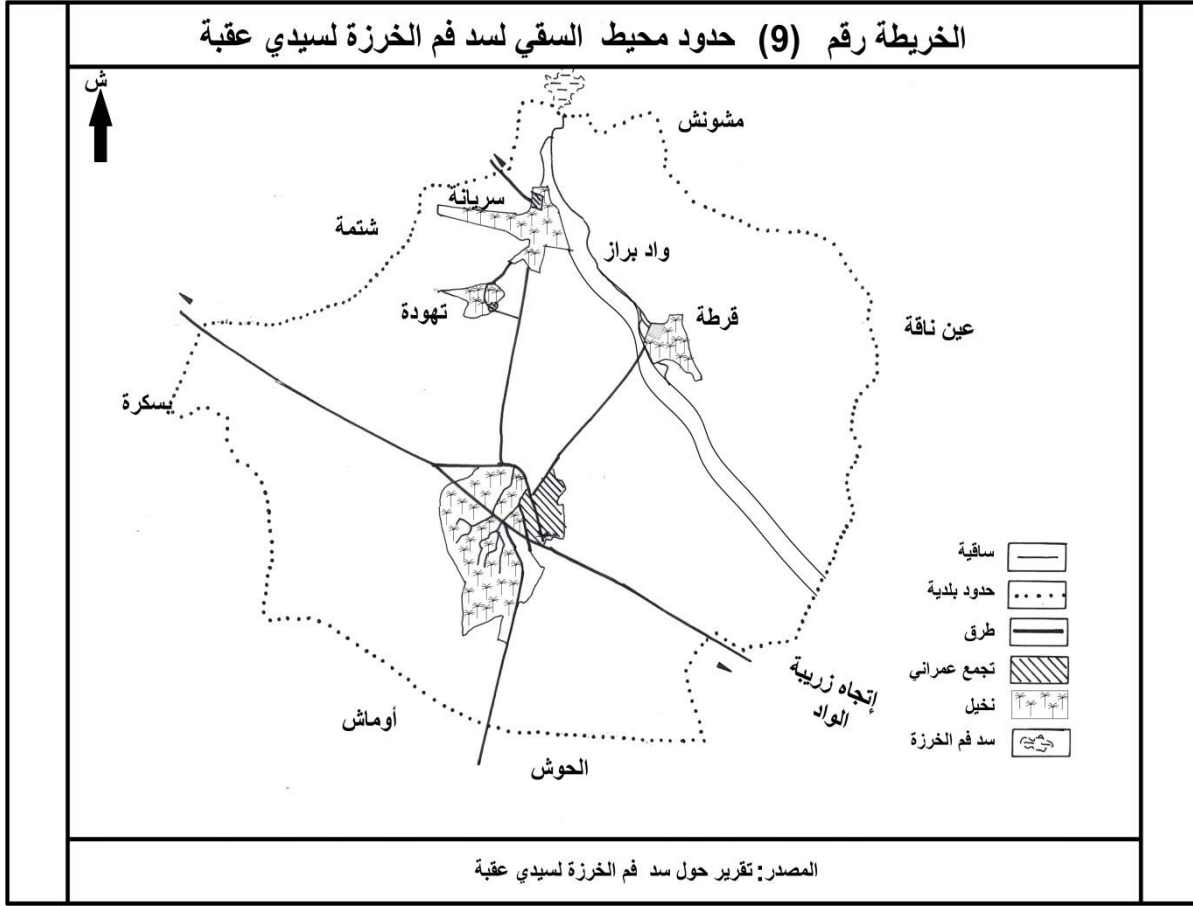 الخريطة رقم (9) حدود محيط السقي لسد فم الخرزة لسيدي عقبة
ش
مشونش
سريانة
شتمة
واد براز
تهودة
قرطة
عين ناقة
بسكرة
ساقية
حدود بلدية
طرق
تجمع عمراني
نخيل
سد فم الخرزة
إتجاه زريبة
الواد
أوماش
الحوش
المصدر: تقرير حول سد فم الخرزة لسيدي عقبة